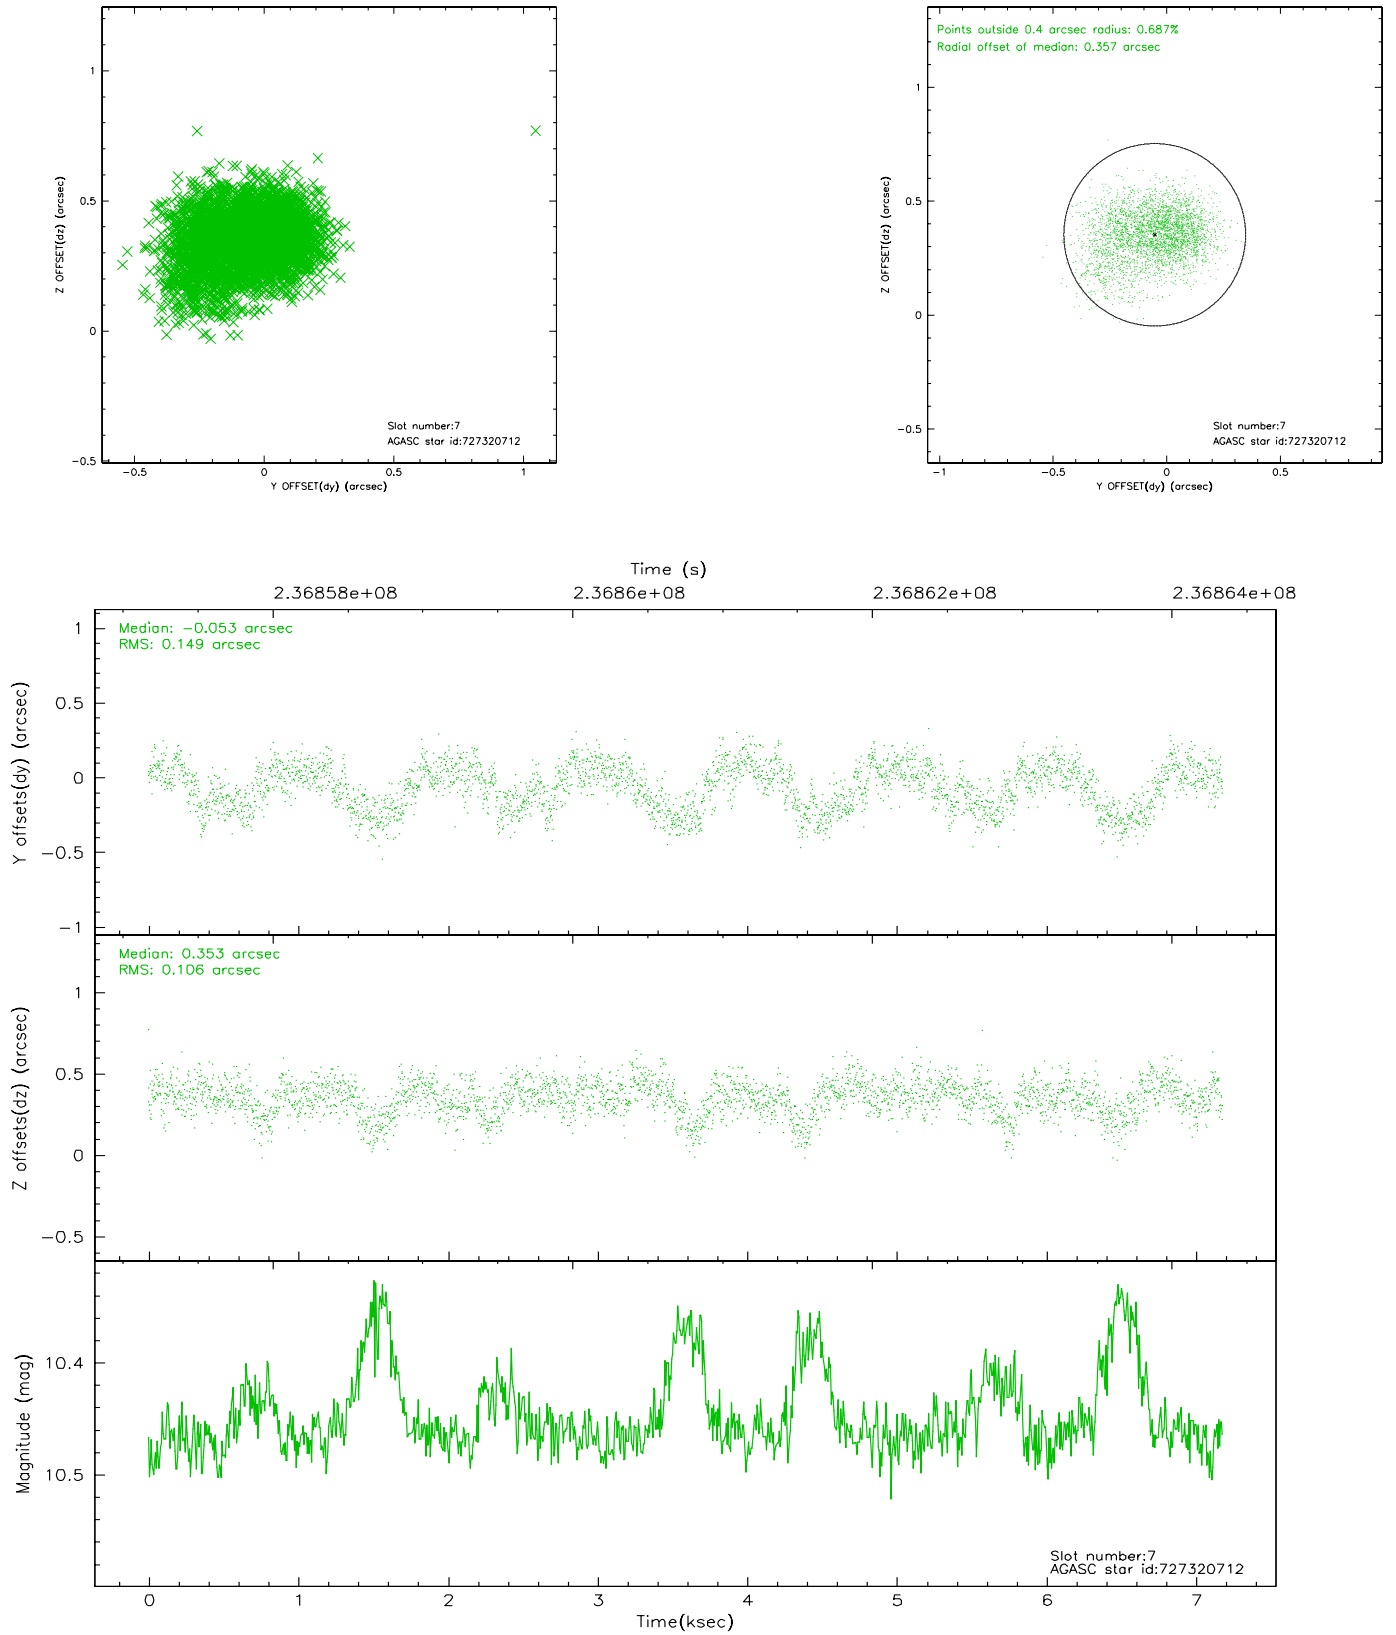 1
0.5
0
−0.5
−0.5
0
0.5
1
Z OFFSET(dz) (arcsec)
Y OFFSET(dy) (arcsec)
Slot number:7
AGASC star id:727320712
Points outside 0.4 arcsec radius: 0.687%
Radial offset of median: 0.357 arcsec
1
0.5
0
−0.5
−1
−0.5
0
0.5
Z OFFSET(dz) (arcsec)
Y OFFSET(dy) (arcsec)
Slot number:7
AGASC star id:727320712
Time (s)
2.36858e+08
2.3686e+08
2.36862e+08
2.36864e+08
Median: −0.053 arcsec
RMS: 0.149 arcsec
1
0.5
0
−0.5
−1
Y offsets(dy) (arcsec)
Median: 0.353 arcsec
RMS: 0.106 arcsec
1
0.5
0
−0.5
Z offsets(dz) (arcsec)
10.4
10.5
Magnitude (mag)
Slot number:7
AGASC star id:727320712
0
1
2
3
4
5
6
7
Time(ksec)